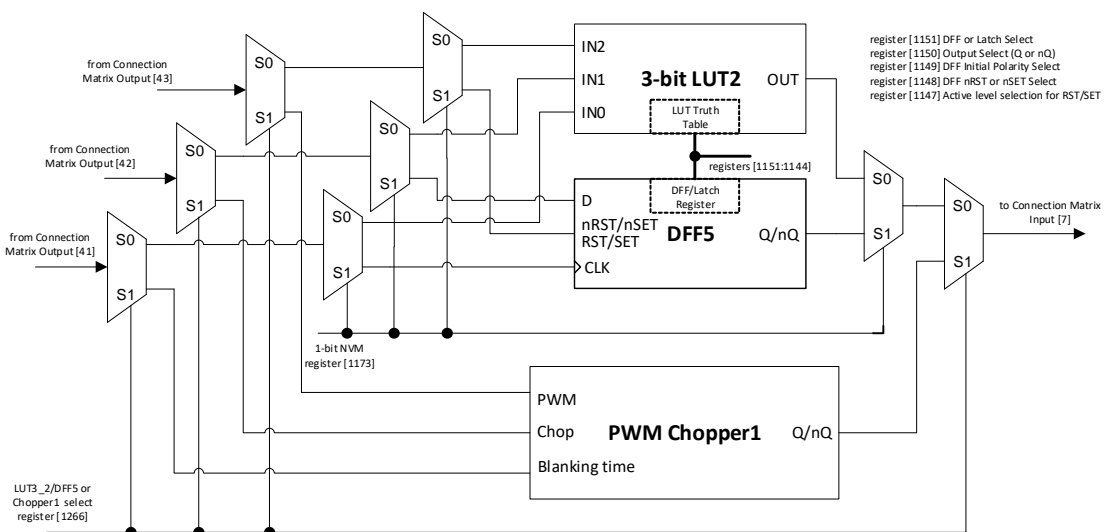 S0
S1
from Connection
Matrix Output [43]
S0
S1
from Connection
Matrix Output [42]
S0
S1
from Connection
Matrix Output [41]
S0
S1
S0
S1
S0
S1
IN2
IN1
IN0
3-bit LUT2
OUT
LUT Truth
Table
registers [1151:1144]
DFF/Latch
Register
D
nRST/nSET
RST/SET
DFF5
Q/nQ
CLK
register [1151] DFF or Latch Select
register [1150] Output Select (Q or nQ)
register [1149] DFF Initial Polarity Select
register [1148] DFF nRST or nSET Select
register [1147] Active level selection for RST/SET
S0
S1
S0
S1
to Connection Matrix
Input [7]
1-bit NVM
register [1173]
PWM
Chop
Blanking time
PWM Chopper1
Q/nQ
LUT3_2/DFF5 or
Chopper1 select
register [1266]